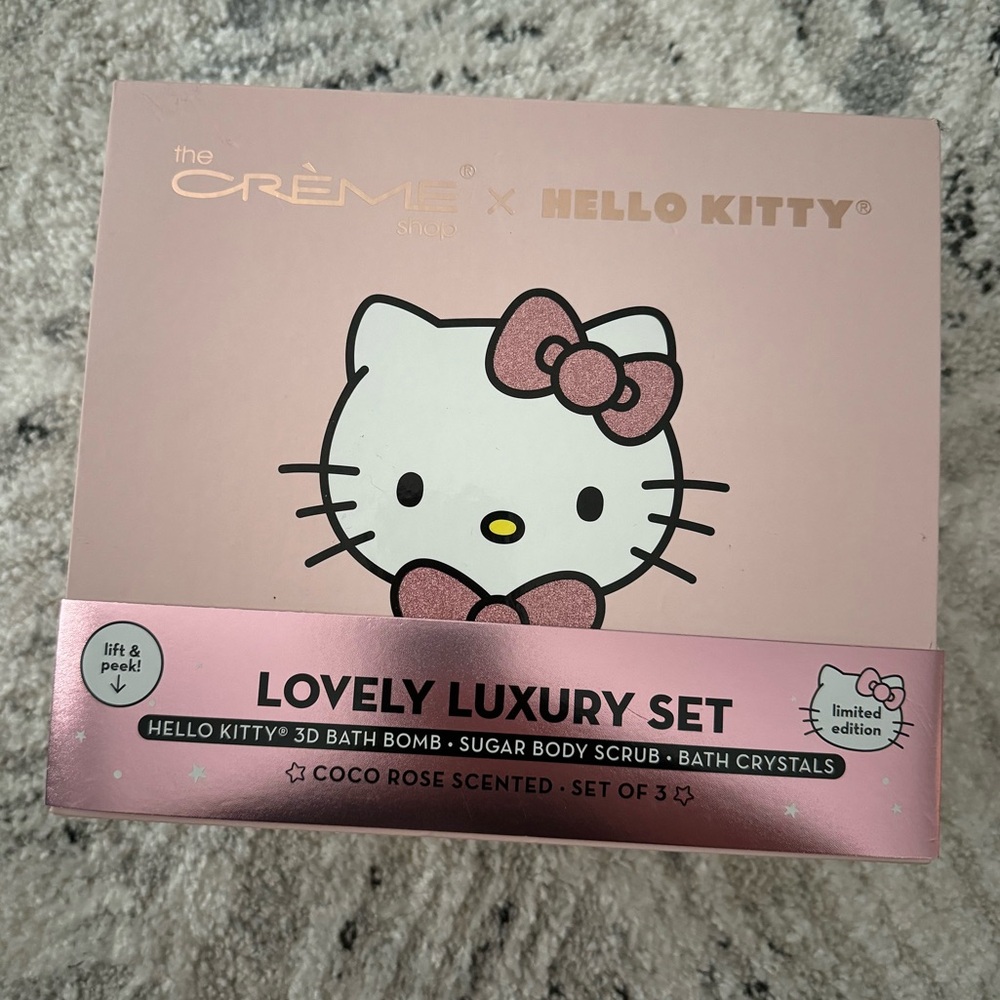 the
CRÈME® × HELLO KITTY®
shop
lift &
peek!
LOVELY LUXURY SET
HELLO KITTY® 3D BATH BOMB • SUGAR BODY SCRUB • BATH CRYSTALS
COCO ROSE SCENTED · SET OF 3
limited
edition